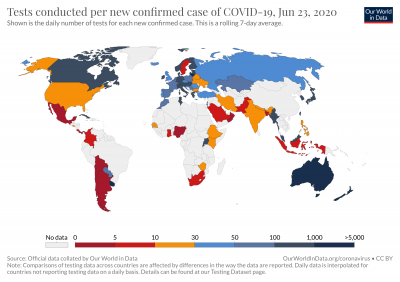 Tests conducted per new confirmed case of COVID-19, Jun 23, 2020
Shown is the daily number of tests for each new confirmed case. This is a rolling 7-day average.
Our World
in Data
No data 0 5 10 30 50 100 1,000 >5,000
Source: Official data collated by Our World in Data OurWorldInData.org/coronavirus • CC BY
Note: Comparisons of testing data across countries are affected by differences in the way the data are reported. Daily data is interpolated for
countries not reporting testing data on a daily basis. Details can be found at our Testing Dataset page.